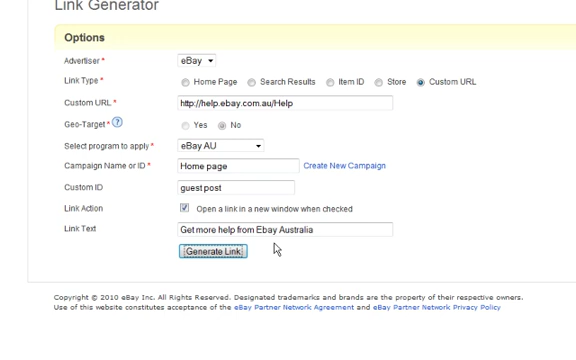 Link Generator
Options
Advertiser * eBay
Link Type * Home Page Search Results Item ID Store Custom URL
Custom URL * http://help.ebay.com.au/Help
Geo-Target * ? Yes No
Select program to apply * eBay AU
Campaign Name or ID * Home page Create New Campaign
Custom ID guest post
Link Action Open a link in a new window when checked
Link Text Get more help from Ebay Australia
Generate Link
Copyright © 2010 eBay Inc. All Rights Reserved. Designated trademarks and brands are the property of their respective owners.
Use of this website constitutes acceptance of the eBay Partner Network Agreement and eBay Partner Network Privacy Policy